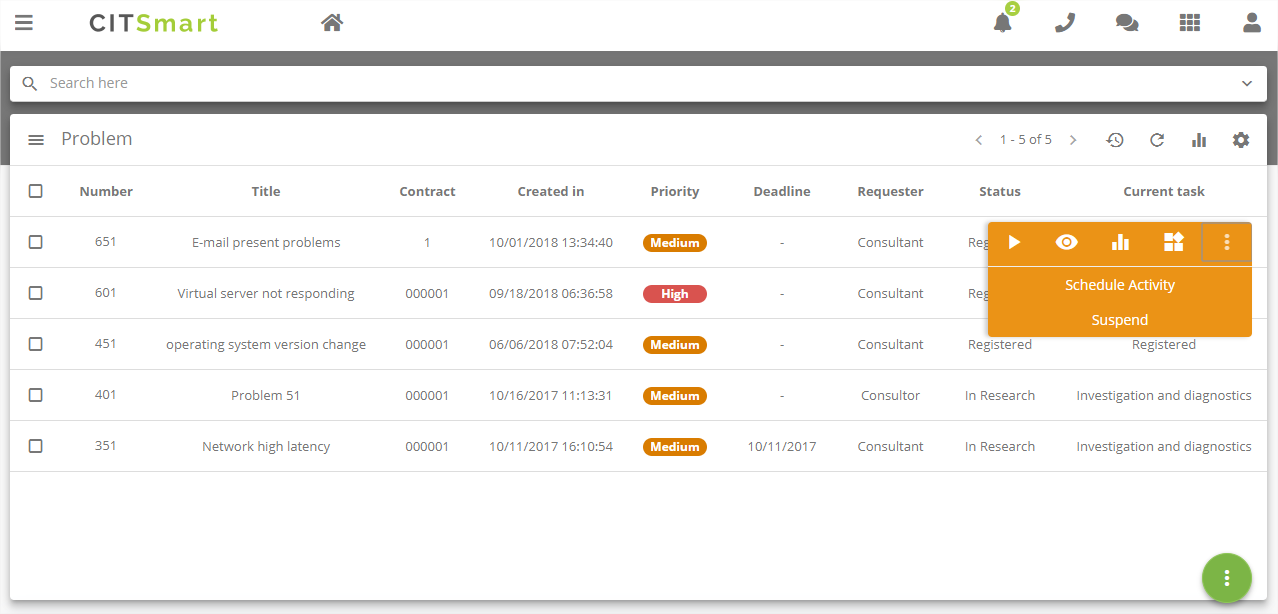 CITSmart 2
Search here
Problem 1 - 5 of 5
Number Title Contract Created in Priority Deadline Requester Status Current task
651 E-mail present problems 1 10/01/2018 13:34:40 Medium - Consultant
601 Virtual server not responding 000001 09/18/2018 06:36:58 High - Consultant
Schedule Activity
Suspend
451 operating system version change 000001 06/06/2018 07:52:04 Medium - Consultant Registered Registered
401 Problem 51 000001 10/16/2017 11:13:31 Medium - Consultor In Research Investigation and diagnostics
351 Network high latency 000001 10/11/2017 16:10:54 Medium 10/11/2017 Consultant In Research Investigation and diagnostics